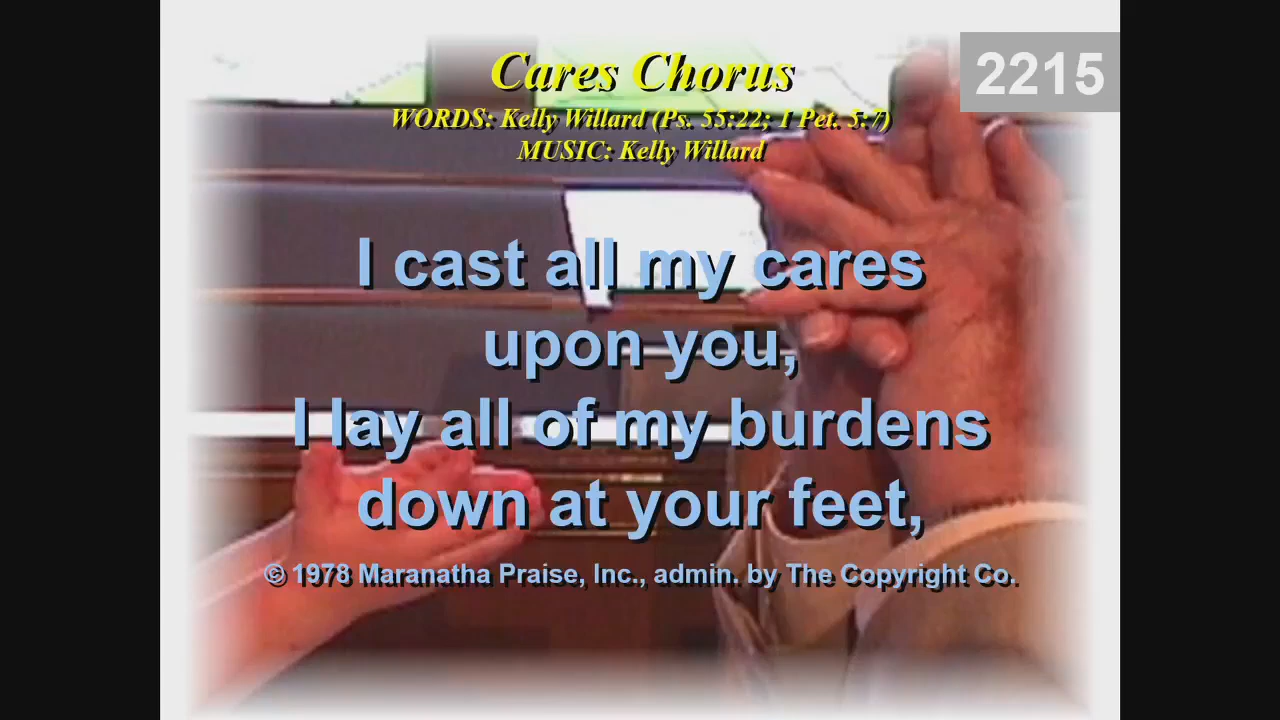 Cares Chorus
2215
WORDS: Kelly Willard (Ps. 55:22; 1 Pet. 5:7)
MUSIC: Kelly Willard
I cast all my cares
upon you,
I lay all of my burdens
down at your feet,
© 1978 Maranatha Praise, Inc., admin. by The Copyright Co.